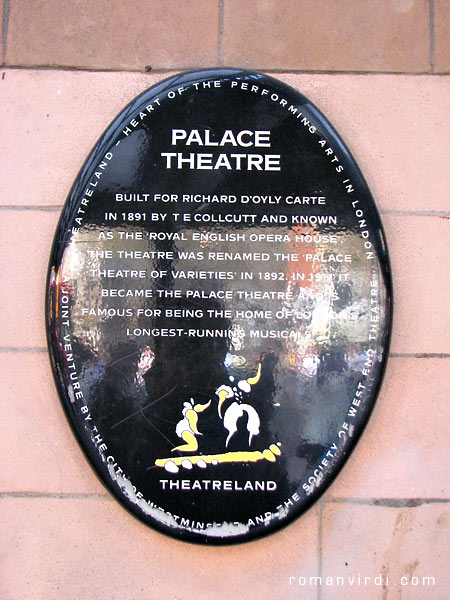 THEATRELAND – HEART OF THE PERFORMING ARTS IN LONDON
PALACE
THEATRE
BUILT FOR RICHARD D'OYLY CARTE
IN 1891 BY T E COLLCUTT AND KNOWN
AS THE 'ROYAL ENGLISH OPERA HOUSE'.
THE THEATRE WAS RENAMED THE 'PALACE
THEATRE OF VARIETIES' IN 1892. IN IT
BECAME THE PALACE THEATRE AND IS
FAMOUS FOR BEING THE HOME OF LONDON'S
LONGEST-RUNNING MUSICALS.
THEATRELAND
A JOINT VENTURE BY THE CITY OF WESTMINSTER AND THE SOCIETY OF WEST END THEATRE
romanvirdi.com